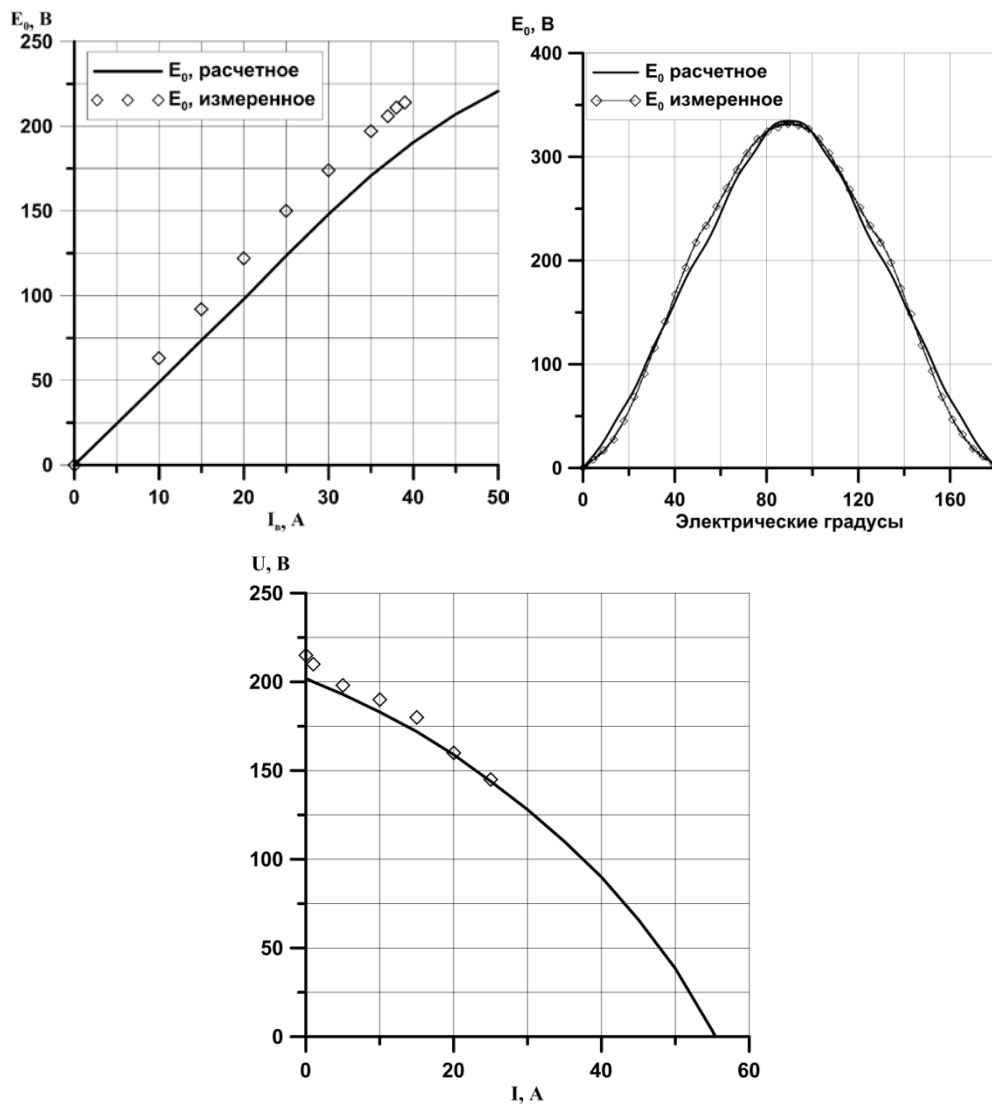 E₀, В
250
200
150
100
50
0
E₀, расчетное
E₀, измеренное
0 10 20 30 40 50
Iв, А
E₀, В
400
300
200
100
0
E₀ расчетное
E₀ измеренное
0 40 80 120 160
Электрические градусы
U, В
250
200
150
100
50
0
0 20 40 60
I, А